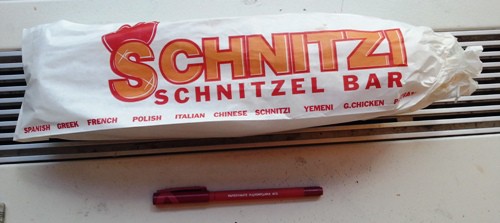 SCHNITZI
SCHNITZEL BAR
SPANISH GREEK FRENCH POLISH ITALIAN CHINESE SCHNITZI YEMENI G.CHICKEN